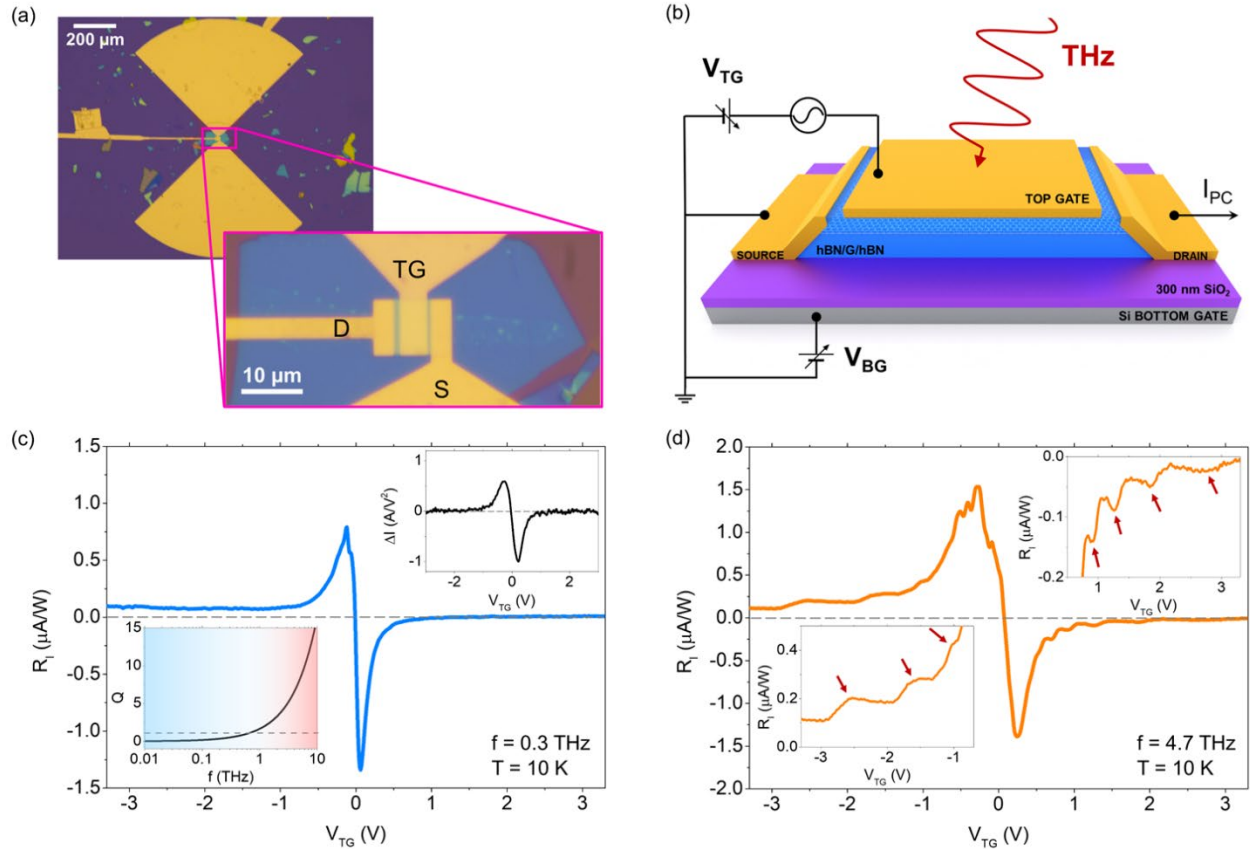 (a)
200 μm
TG
D
S
10 μm
(b)
THz
V_TG
TOP GATE
I_PC
SOURCE
hBN/G/hBN
DRAIN
300 nm SiO₂
Si BOTTOM GATE
V_BG
(c)
R_I (μA/W)
1.5
1.0
0.5
0.0
-0.5
-1.0
-1.5
-3 -2 -1 0 1 2 3
V_TG (V)
ΔI (A/V²)
1
0
-1
-2 0 2
V_TG (V)
Q
15
10
5
0
0.01 0.1 1 10
f (THz)
f = 0.3 THz
T = 10 K
(d)
R_I (μA/W)
2.0
1.5
1.0
0.5
0.0
-0.5
-1.0
-1.5
-2.0
-3 -2 -1 0 1 2 3
V_TG (V)
R_I (μA/W)
0.0
-0.1
-0.2
1 2 3
V_TG (V)
R_I (μA/W)
0.4
0.2
0.0
-3 -2 -1
V_TG (V)
f = 4.7 THz
T = 10 K